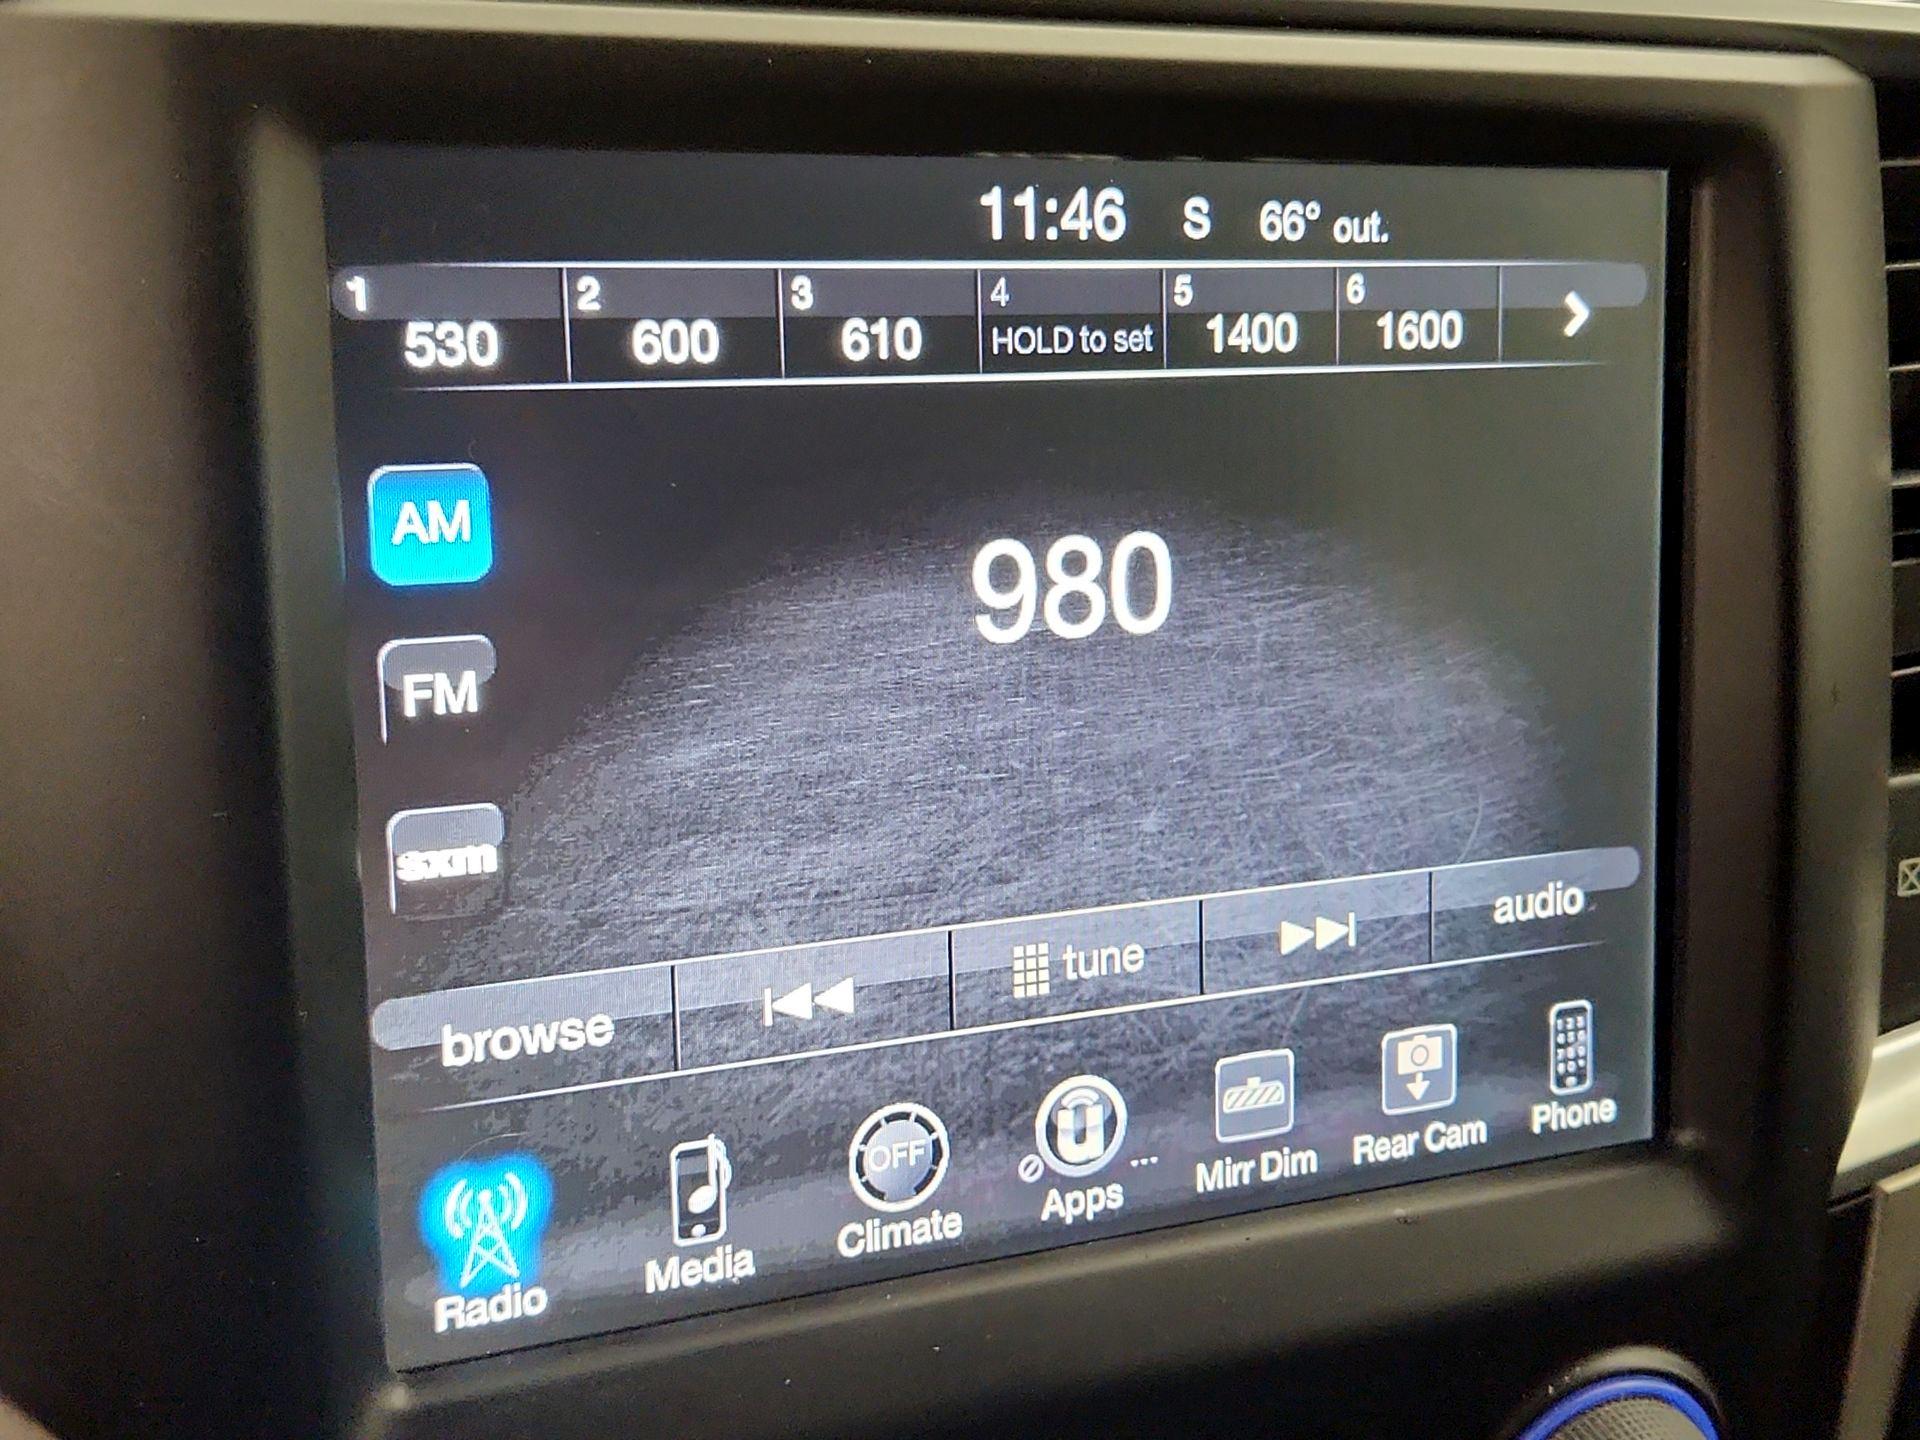 11:46 S 66° out.
1 2 3 4 5 6
530 600 610 HOLD to set 1400 1600
AM
980
FM
sxm
browse tune audio
OFF
Radio Media Climate Apps ... Mirr Dim Rear Cam Phone